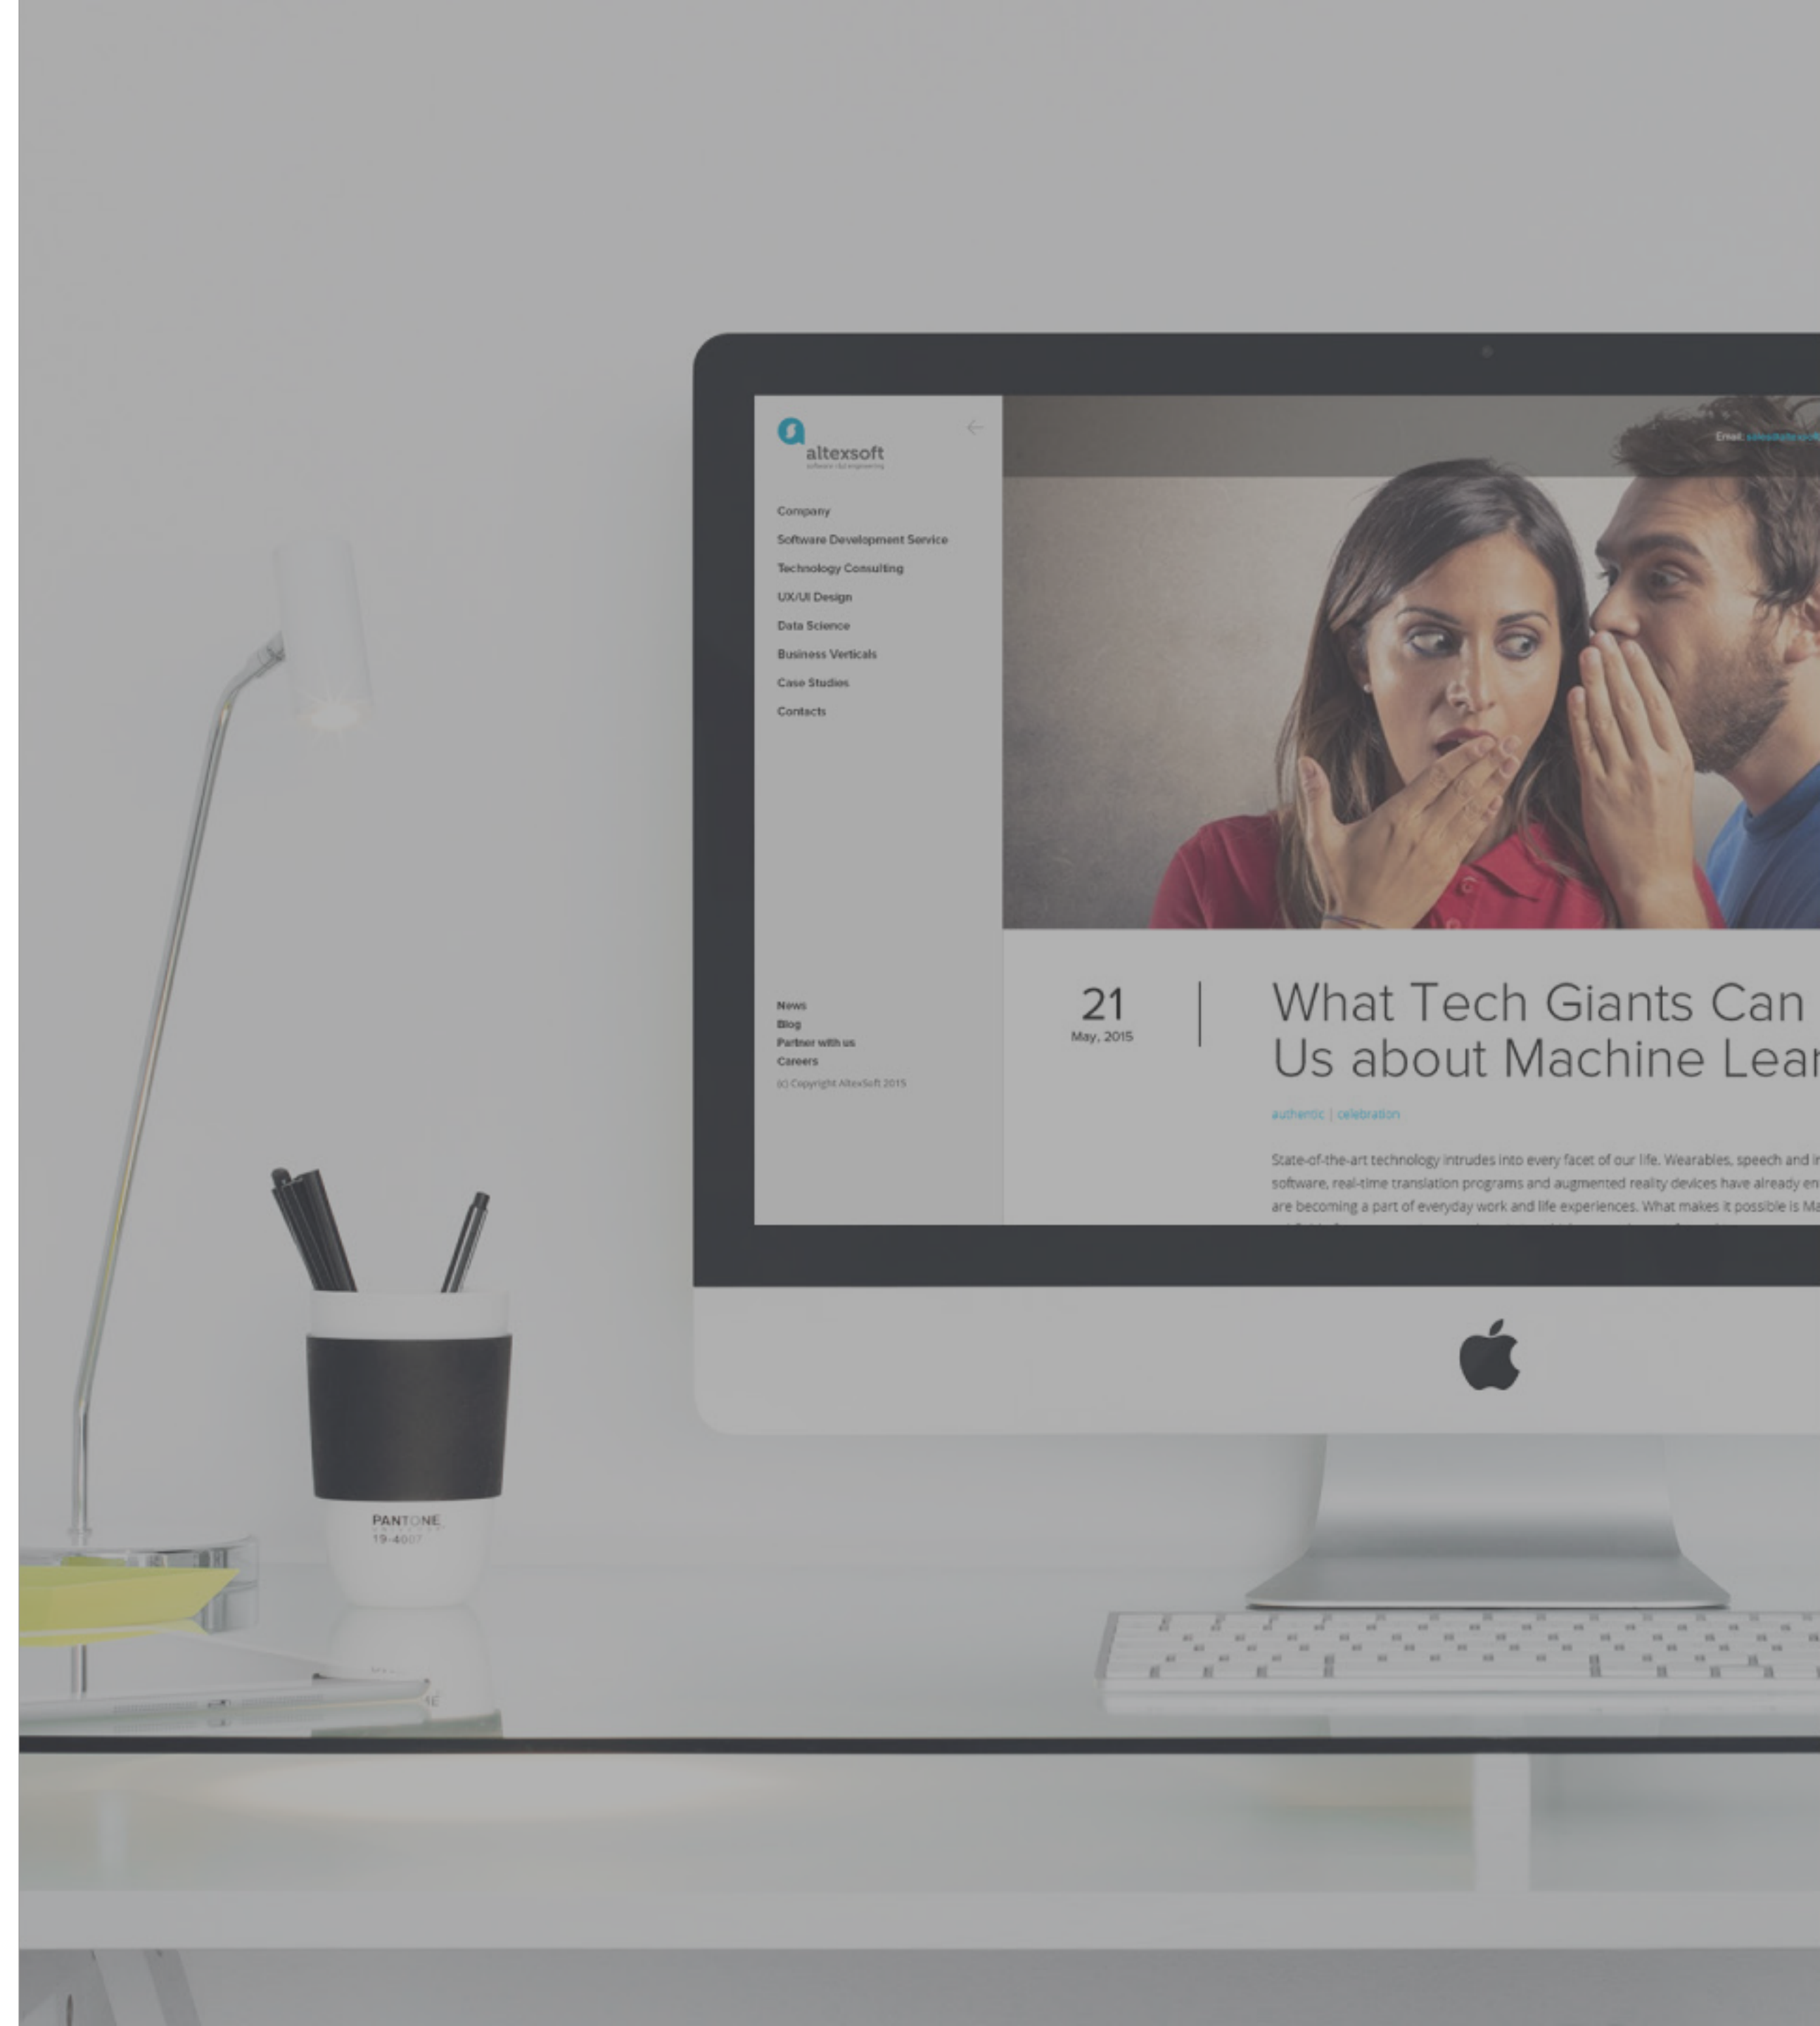 altexsoft
software r&d engineering
Company
Software Development Service
Technology Consulting
UX/UI Design
Data Science
Business Verticals
Case Studies
Contacts
News
Blog
Partner with us
Careers
(c) Copyright AltexSoft 2015
Email:
21
May, 2015
What Tech Giants Can
Us about Machine Lear
authentic | celebration
State-of-the-art technology intrudes into every facet of our life. Wearables, speech and i
software, real-time translation programs and augmented reality devices have already en
are becoming a part of everyday work and life experiences. What makes it possible is Ma
PANTONE
UNIVERSE
19-4007